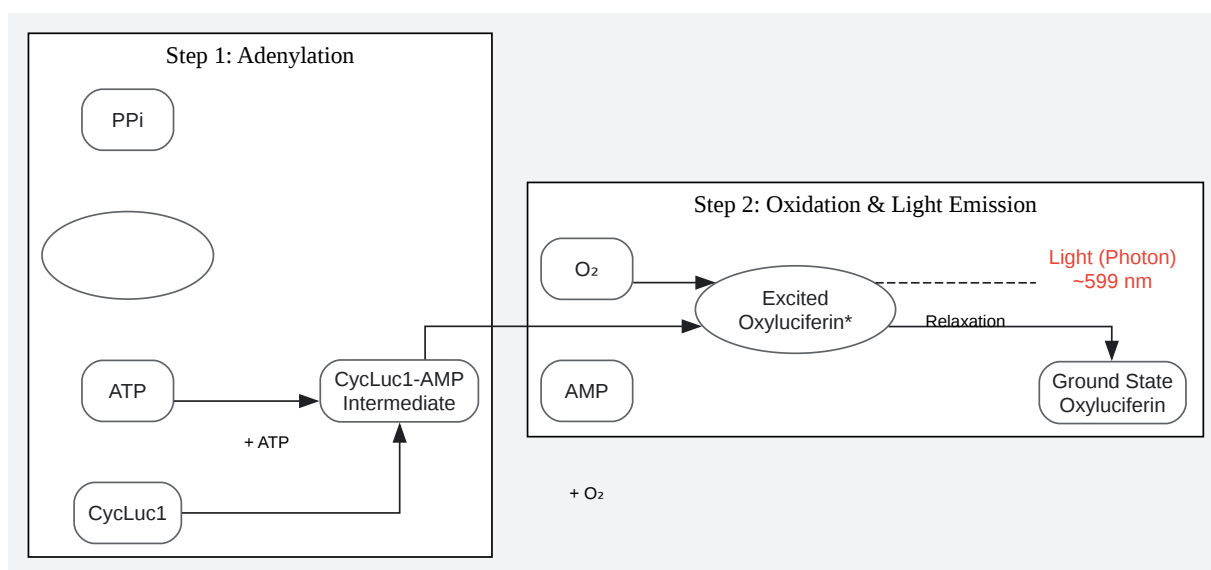 Step 1: Adenylation
PPi
ATP
CycLuc1-AMP
Intermediate
+ ATP
CycLuc1
Step 2: Oxidation & Light Emission
O₂
Excited
Oxyluciferin*
Light (Photon)
~599 nm
Relaxation
AMP
Ground State
Oxyluciferin
+ O₂